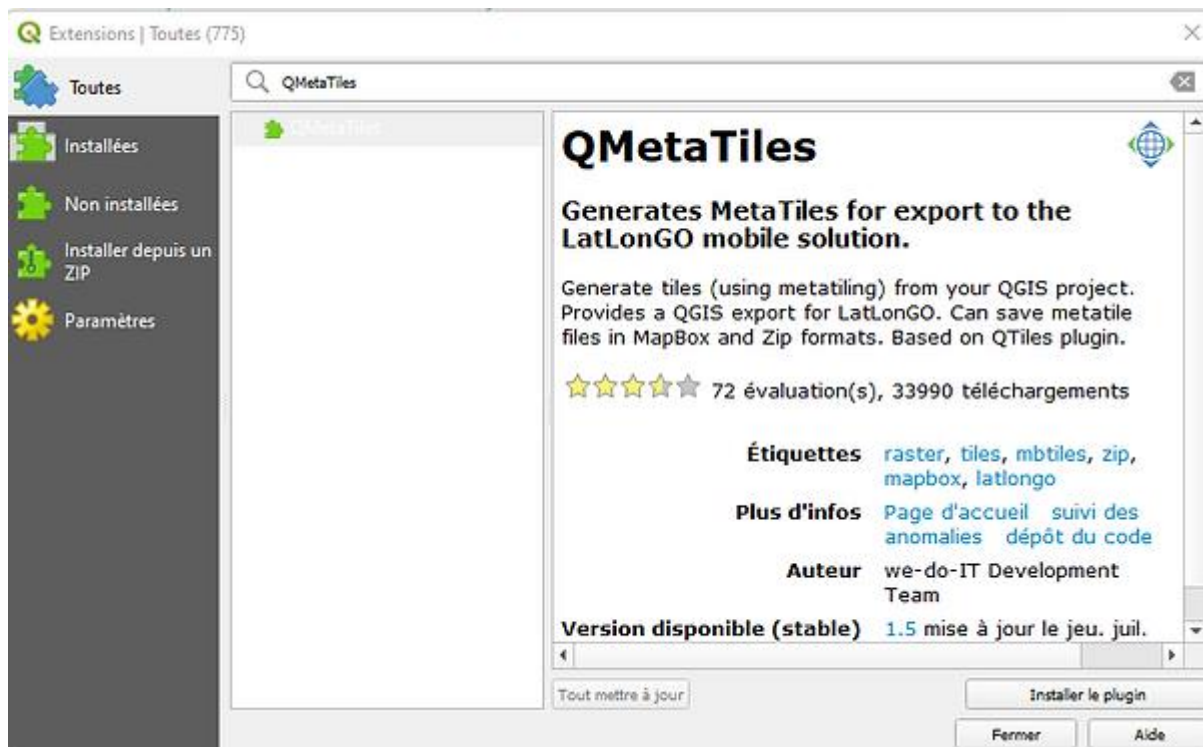 Extensions | Toutes (775)
Toutes
QMetaTiles
Installées
Non installées
Installer depuis un
ZIP
Paramètres
QMetaTiles
QMetaTiles
Generates MetaTiles for export to the
LatLonGO mobile solution.
Generate tiles (using metatiling) from your QGIS project.
Provides a QGIS export for LatLonGO. Can save metatile
files in MapBox and Zip formats. Based on QTiles plugin.
72 évaluation(s), 33990 téléchargements
Étiquettes raster, tiles, mbtiles, zip,
mapbox, latlongo
Plus d'infos Page d'accueil suivi des
anomalies dépôt du code
Auteur we-do-IT Development
Team
Version disponible (stable) 1.5 mise à jour le jeu. juil.
Tout mettre à jour
Installer le plugin
Fermer
Aide